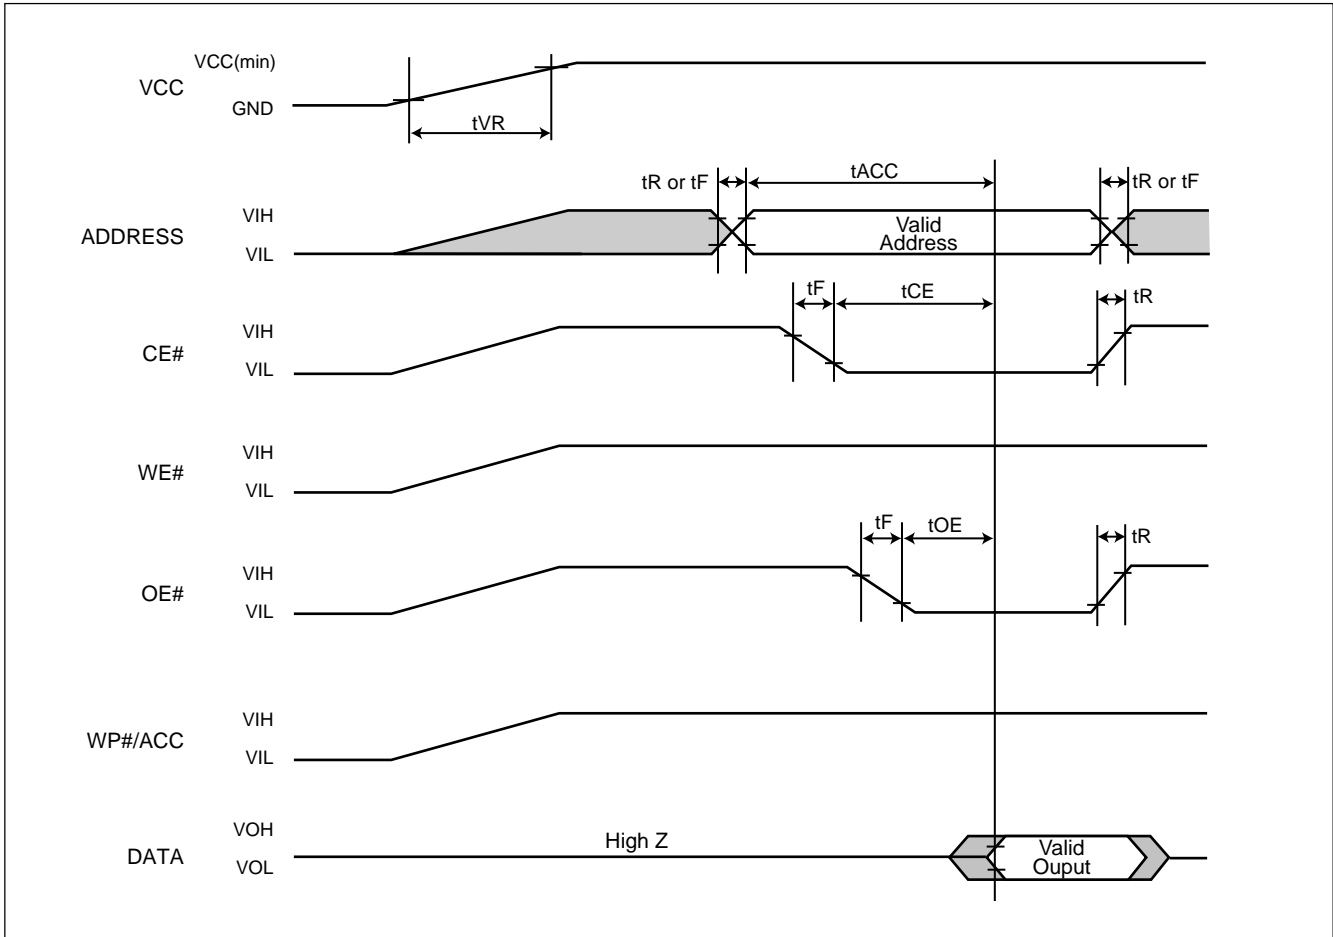 VCC(min)
VCC
GND
tVR
tR or tF
tACC
tR or tF
VIH
ADDRESS
VIL
Valid
Address
tF
tCE
tR
VIH
CE#
VIL
VIH
WE#
VIL
tF
tOE
tR
VIH
OE#
VIL
VIH
WP#/ACC
VIL
VOH
DATA
VOL
High Z
Valid
Ouput